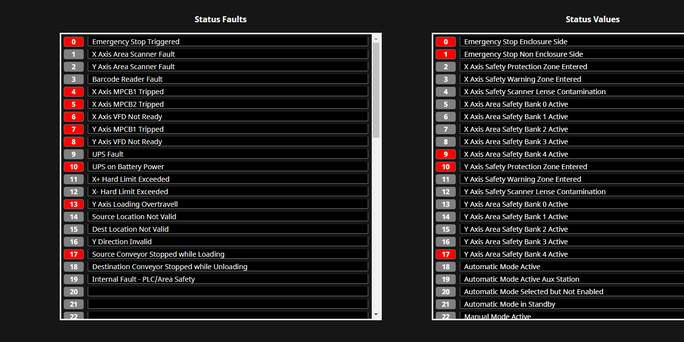 Status Faults
0 Emergency Stop Triggered
1 X Axis Area Scanner Fault
2 Y Axis Area Scanner Fault
3 Barcode Reader Fault
4 X Axis MPCB1 Tripped
5 X Axis MPCB2 Tripped
6 X Axis VFD Not Ready
7 Y Axis MPCB1 Tripped
8 Y Axis VFD Not Ready
9 UPS Fault
10 UPS on Battery Power
11 X+ Hard Limit Exceeded
12 X- Hard Limit Exceeded
13 Y Axis Loading Overtravell
14 Source Location Not Valid
15 Dest Location Not Valid
16 Y Direction Invalid
17 Source Conveyor Stopped while Loading
18 Destination Conveyor Stopped while Unloading
19 Internal Fault - PLC/Area Safety
20
21
22
Status Values
0 Emergency Stop Enclosure Side
1 Emergency Stop Non Enclosure Side
2 X Axis Safety Protection Zone Entered
3 X Axis Safety Warning Zone Entered
4 X Axis Safety Scanner Lense Contamination
5 X Axis Area Safety Bank 0 Active
6 X Axis Area Safety Bank 1 Active
7 X Axis Area Safety Bank 2 Active
8 X Axis Area Safety Bank 3 Active
9 X Axis Area Safety Bank 4 Active
10 Y Axis Safety Protection Zone Entered
11 Y Axis Safety Warning Zone Entered
12 Y Axis Safety Scanner Lense Contamination
13 Y Axis Area Safety Bank 0 Active
14 Y Axis Area Safety Bank 1 Active
15 Y Axis Area Safety Bank 2 Active
16 Y Axis Area Safety Bank 3 Active
17 Y Axis Area Safety Bank 4 Active
18 Automatic Mode Active
19 Automatic Mode Active Aux Station
20 Automatic Mode Selected but Not Enabled
21 Automatic Mode in Standby
22 Manual Mode Active